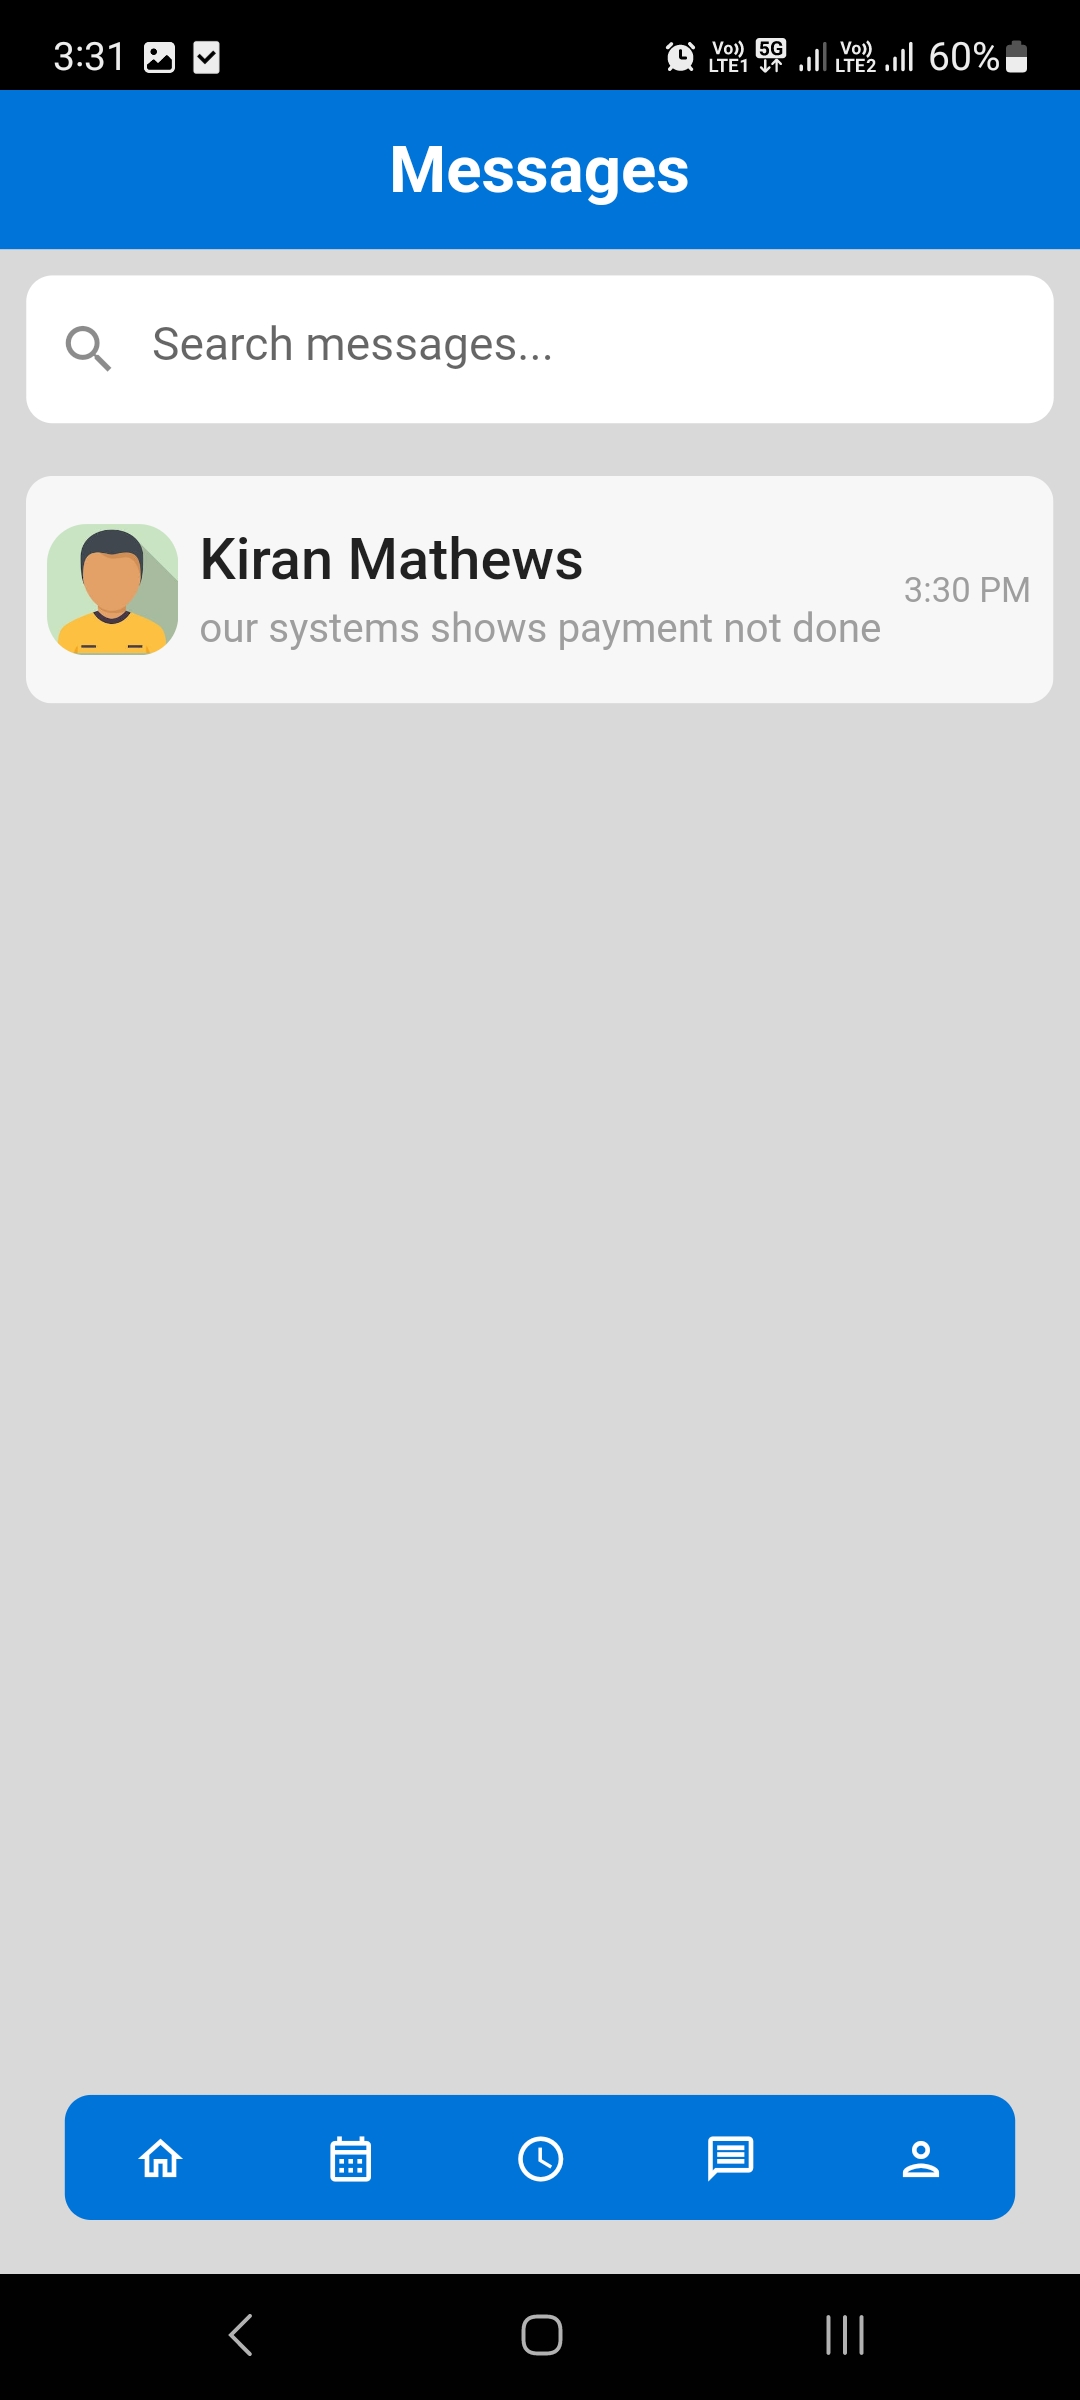 3:31 Vo)) LTE1 5G Vo)) LTE2 60%
Messages
Search messages...
Kiran Mathews
3:30 PM
our systems shows payment not done